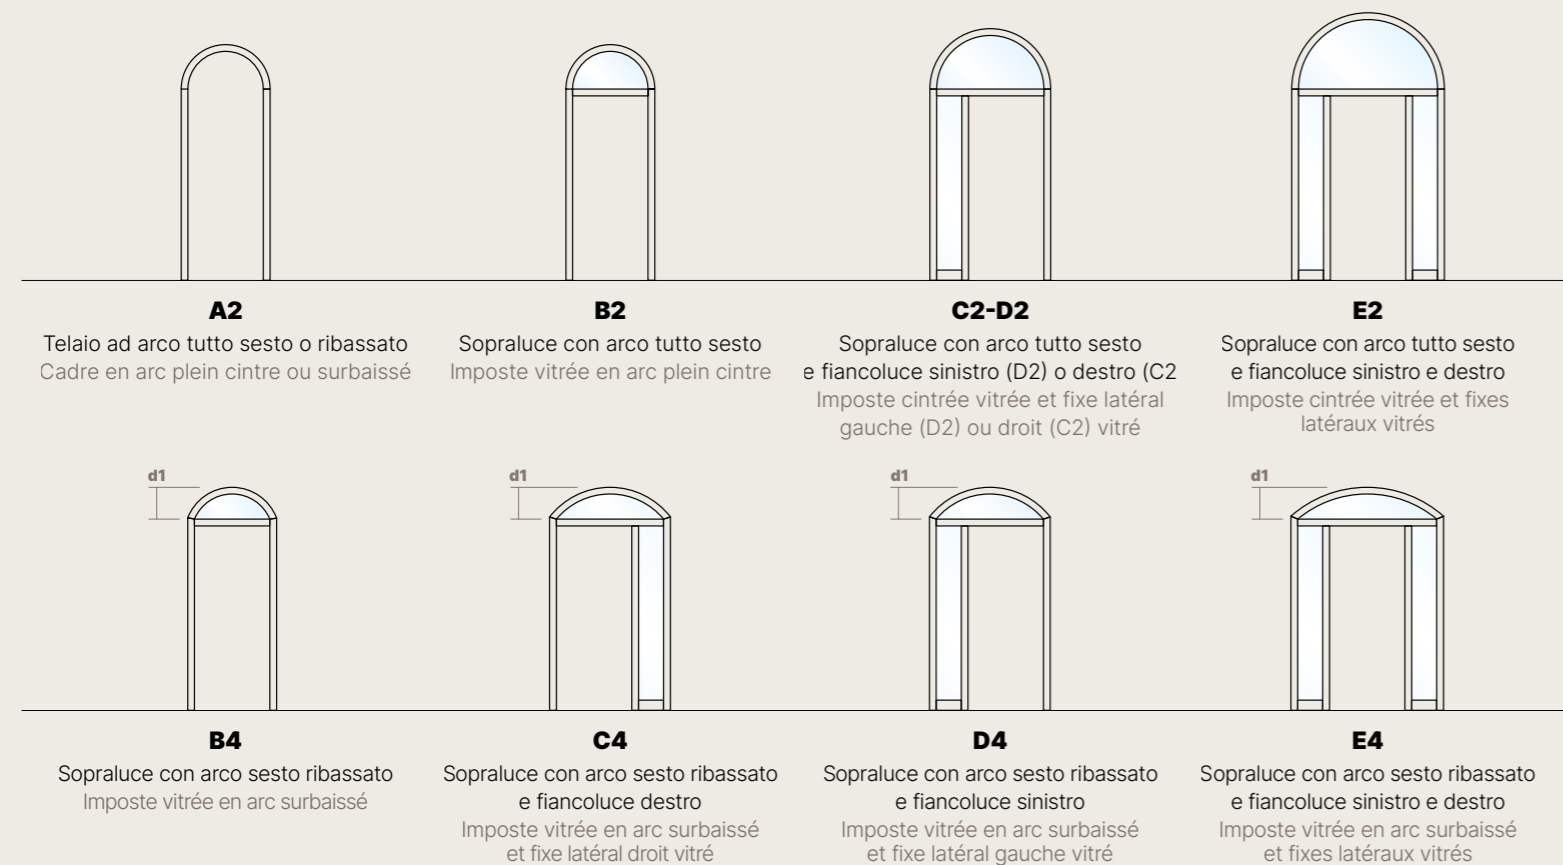 A2
Telaio ad arco tutto sesto o ribassato
Cadre en arc plein cintre ou surbaissé
B2
Sopraluce con arco tutto sesto
Imposte vitrée en arc plein cintre
C2-D2
Sopraluce con arco tutto sesto
e fiancoluce sinistro (D2) o destro (C2
Imposte cintrée vitrée et fixe latéral
gauche (D2) ou droit (C2) vitré
E2
Sopraluce con arco tutto sesto
e fiancoluce sinistro e destro
Imposte cintrée vitrée et fixes
latéraux vitrés
d1
B4
Sopraluce con arco sesto ribassato
Imposte vitrée en arc surbaissé
d1
C4
Sopraluce con arco sesto ribassato
e fiancoluce destro
Imposte vitrée en arc surbaissé
et fixe latéral droit vitré
d1
D4
Sopraluce con arco sesto ribassato
e fiancoluce sinistro
Imposte vitrée en arc surbaissé
et fixe latéral gauche vitré
d1
E4
Sopraluce con arco sesto ribassato
e fiancoluce sinistro e destro
Imposte vitrée en arc surbaissé
et fixes latéraux vitrés